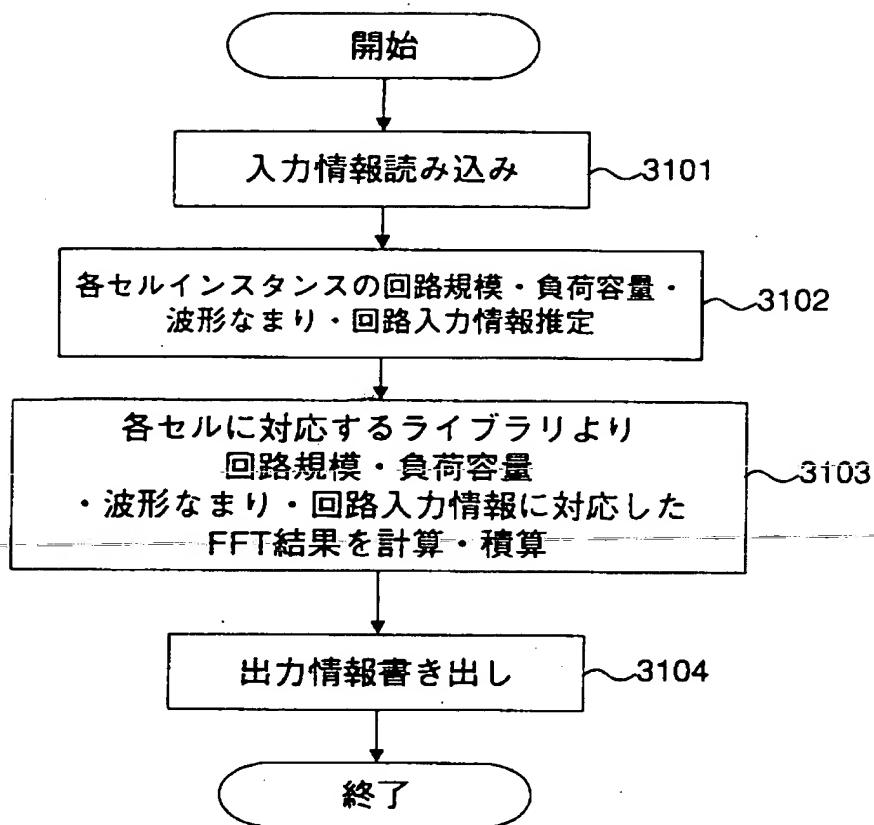 開始
入力情報読み込み
3101
各セルインスタンスの回路規模・負荷容量・
波形なまり・回路入力情報推定
3102
各セルに対応するライブラリより
回路規模・負荷容量
・波形なまり・回路入力情報に対応した
FFT結果を計算・積算
3103
出力情報書き出し
3104
終了